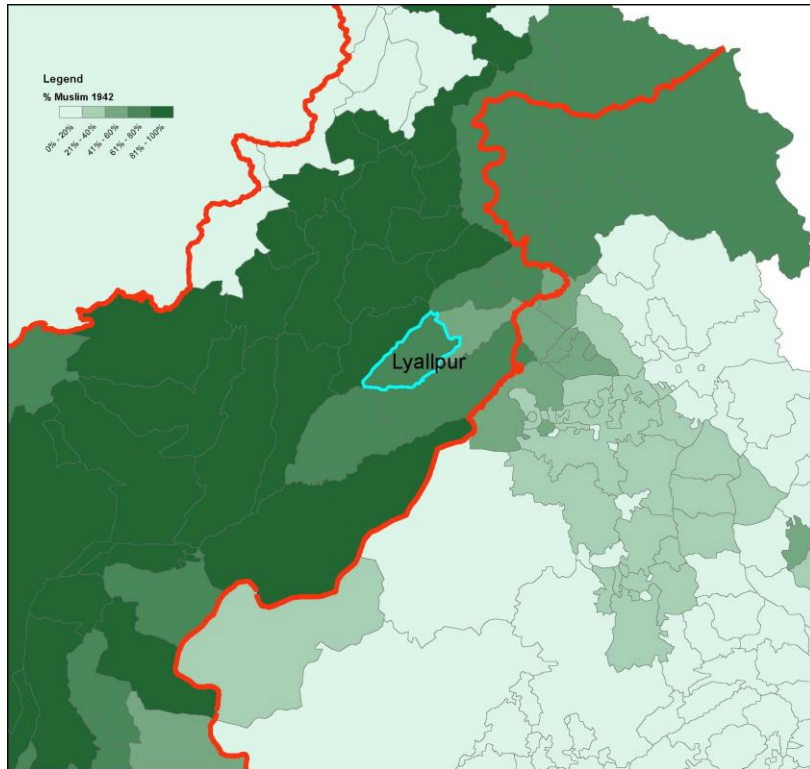 Legend
% Muslim 1942
0% - 20%
21% - 40%
41% - 60%
61% - 80%
81% - 100%
Lyallpur